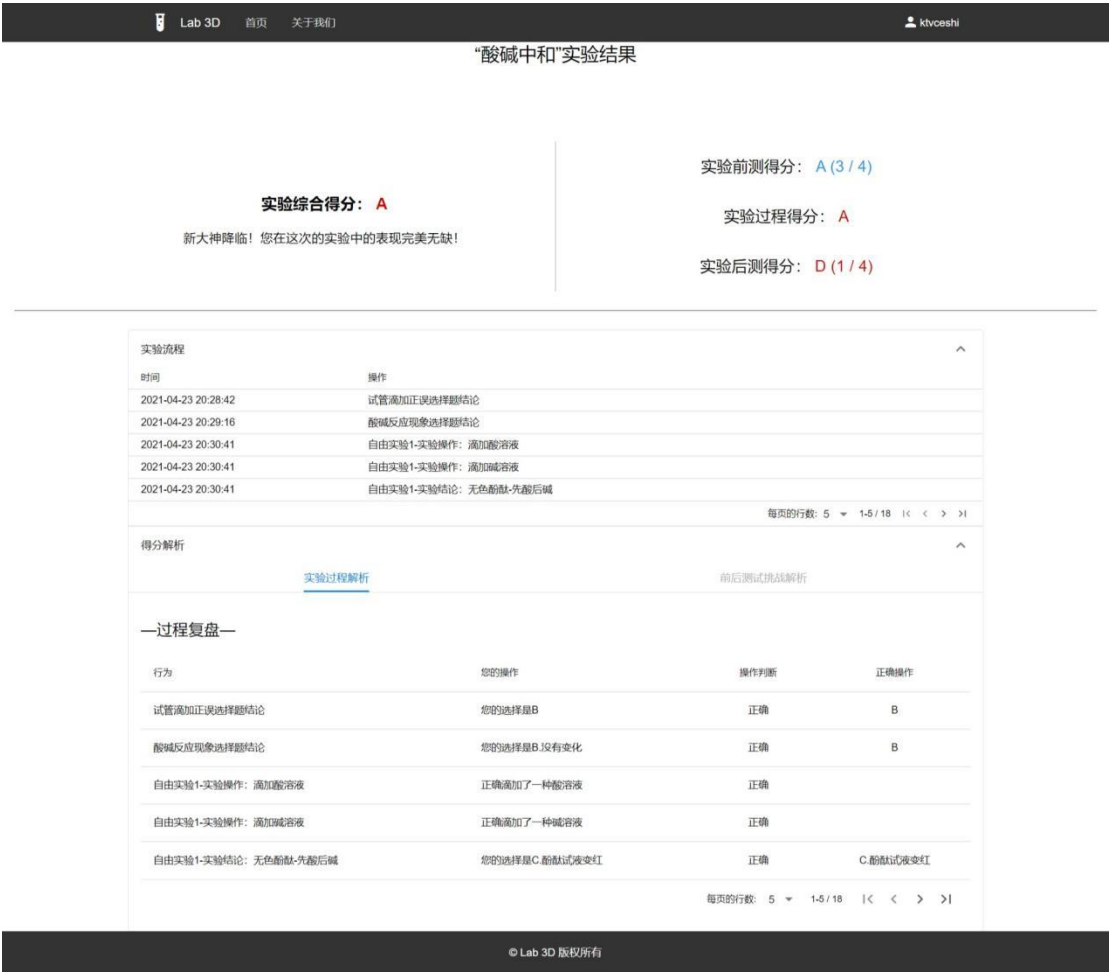 Lab 3D 首页 关于我们 ktvceshi
“酸碱中和”实验结果
实验综合得分： A
新大神降临！您在这次的实验中的表现完美无缺！
实验前测得分： A (3 / 4)
实验过程得分： A
实验后测得分： D (1 / 4)
实验流程
时间 操作
2021-04-23 20:28:42 试管滴加正误选择题结论
2021-04-23 20:29:16 酸碱反应现象选择题结论
2021-04-23 20:30:41 自由实验1-实验操作：滴加酸溶液
2021-04-23 20:30:41 自由实验1-实验操作：滴加碱溶液
2021-04-23 20:30:41 自由实验1-实验结论：无色酚酞-先酸后碱
每页的行数: 5 1-5 / 18
得分解析
实验过程解析 前后测试挑战解析
—过程复盘—
行为 您的操作 操作判断 正确操作
试管滴加正误选择题结论 您的选择是B 正确 B
酸碱反应现象选择题结论 您的选择是B.没有变化 正确 B
自由实验1-实验操作：滴加酸溶液 正确滴加了一种酸溶液 正确
自由实验1-实验操作：滴加碱溶液 正确滴加了一种碱溶液 正确
自由实验1-实验结论：无色酚酞-先酸后碱 您的选择是C.酚酞试液变红 正确 C.酚酞试液变红
每页的行数: 5 1-5 / 18
© Lab 3D 版权所有